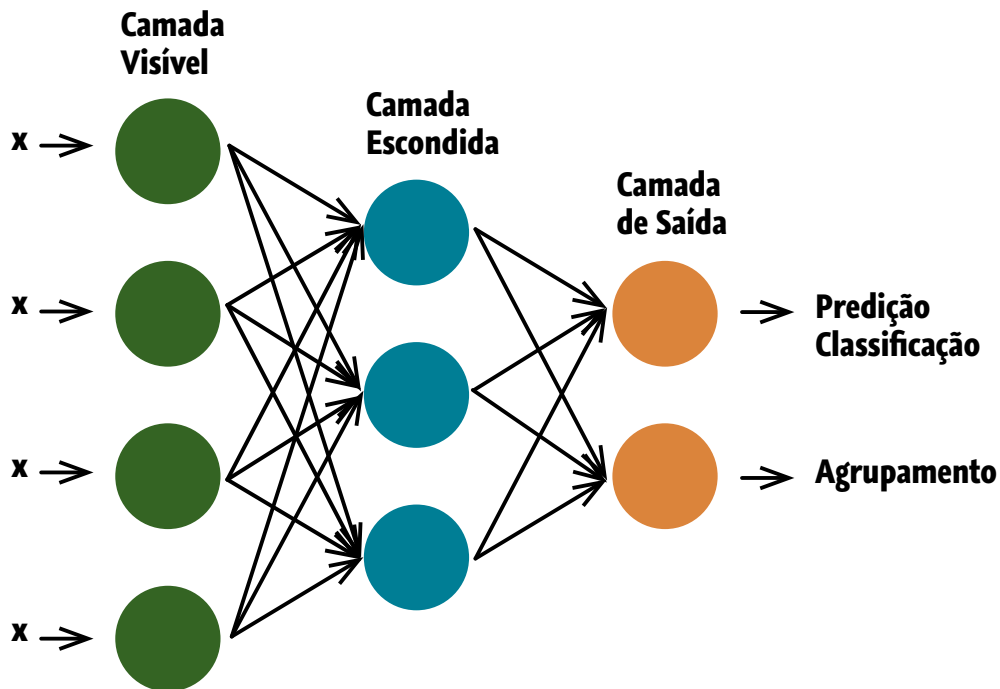 Camada
Visível
Camada
Escondida
Camada
de Saída
x
x
x
x
Predição
Classificação
Agrupamento